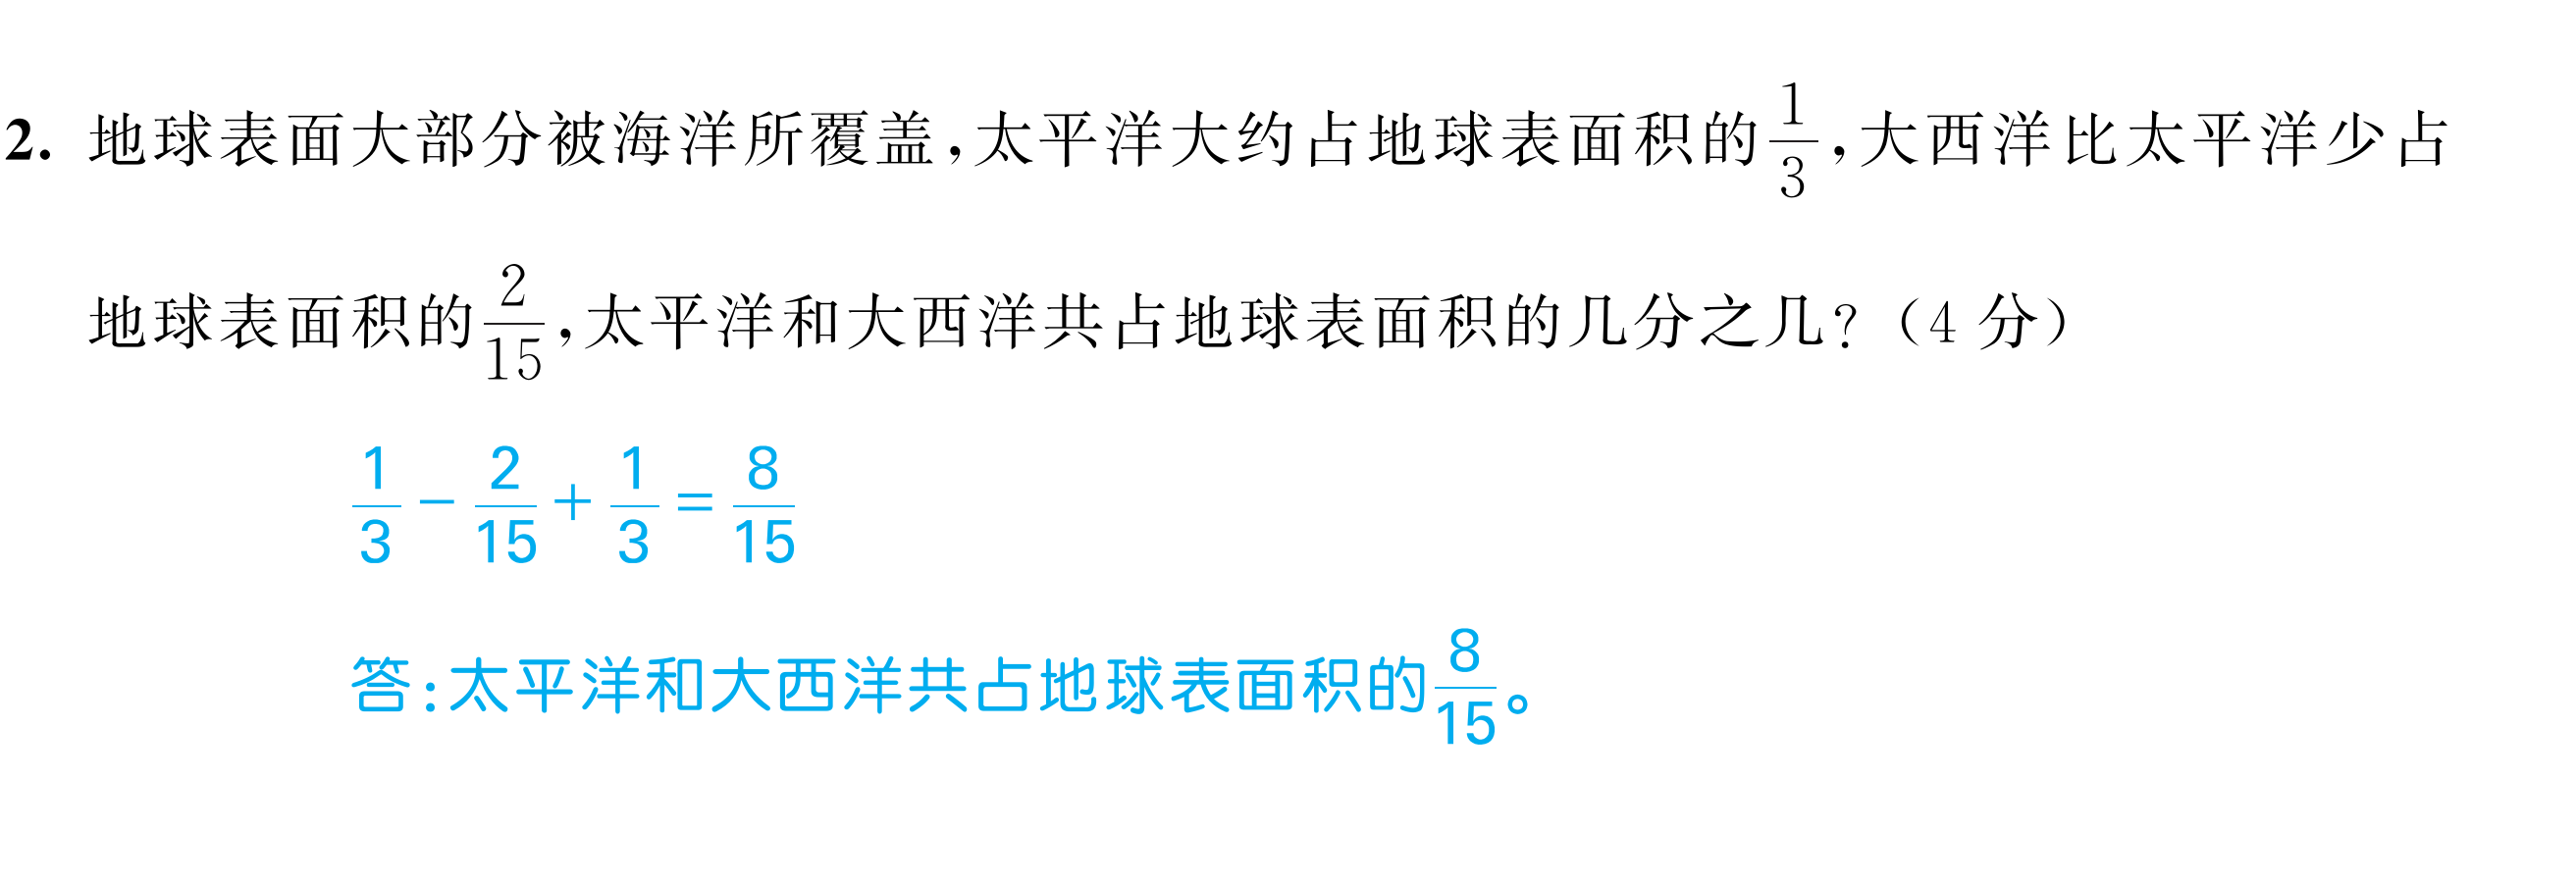 2. 地球表面大部分被海洋所覆盖,太平洋大约占地球表面积的1/3,大西洋比太平洋少占
地球表面积的2/15,太平洋和大西洋共占地球表面积的几分之几?(4 分)
1/3 - 2/15 + 1/3 = 8/15
答:太平洋和大西洋共占地球表面积的8/15。